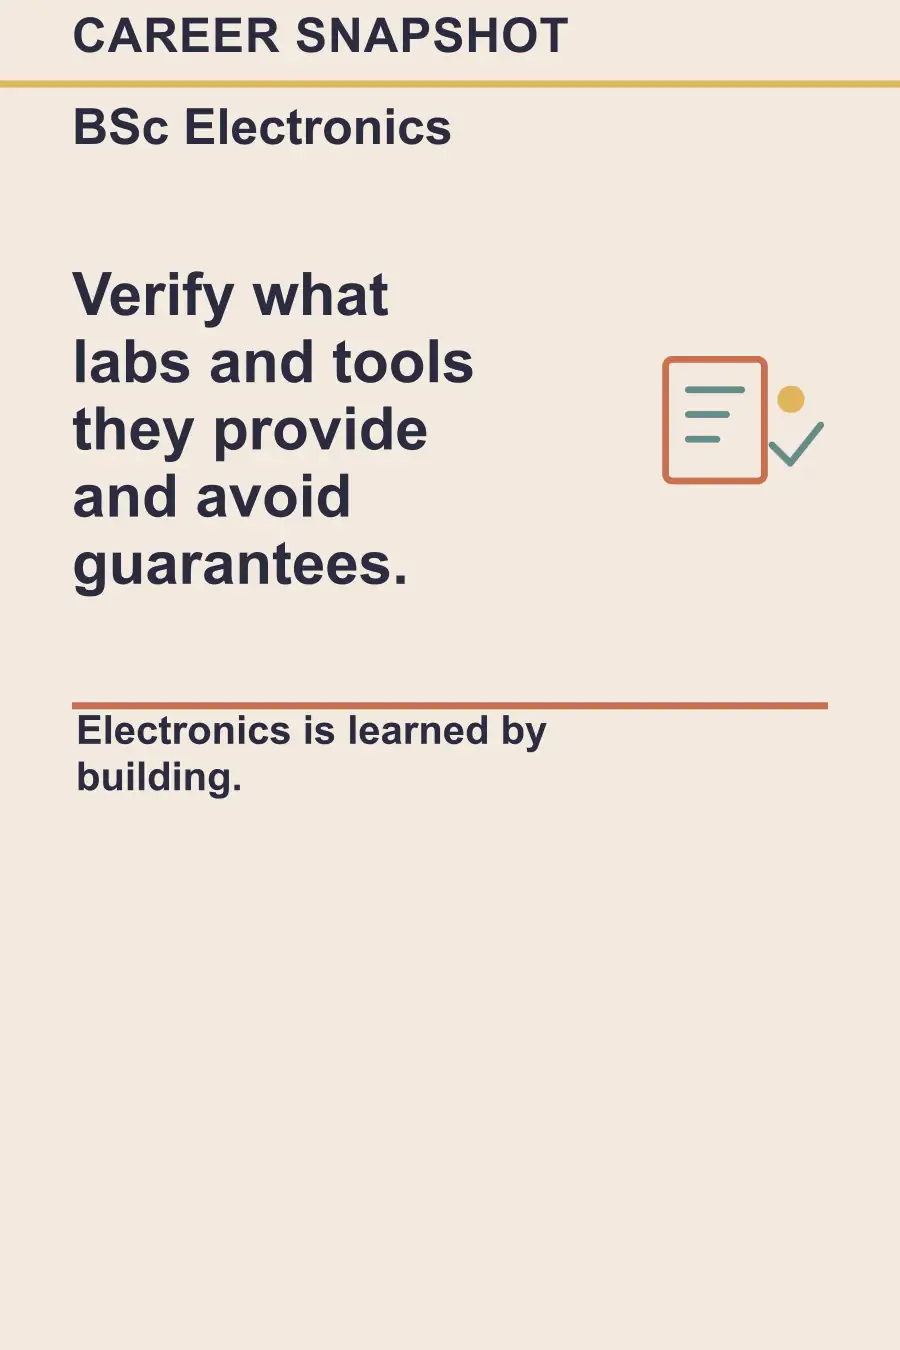 CAREER SNAPSHOT
BSc Electronics
Verify what
labs and tools
they provide
and avoid
guarantees.
Electronics is learned by
building.